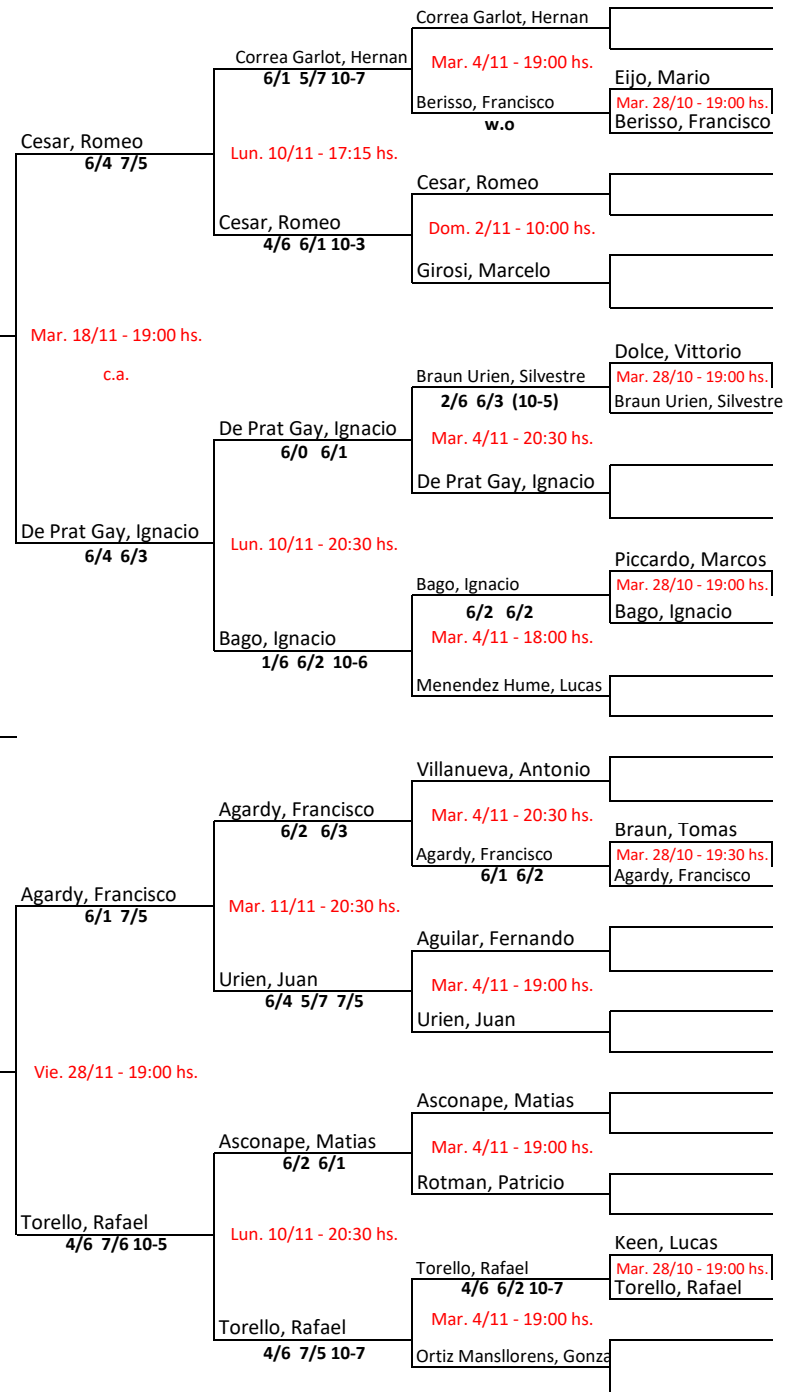 Correa Garlot, Hernan
Correa Garlot, Hernan
6/1 5/7 10-7
Mar. 4/11 - 19:00 hs.
Eijo, Mario
Mar. 28/10 - 19:00 hs.
Berisso, Francisco
Berisso, Francisco
w.o
Cesar, Romeo
6/4 7/5
Lun. 10/11 - 17:15 hs.
Cesar, Romeo
Cesar, Romeo
4/6 6/1 10-3
Dom. 2/11 - 10:00 hs.
Girosi, Marcelo
Mar. 18/11 - 19:00 hs.
c.a.
Dolce, Vittorio
Mar. 28/10 - 19:00 hs.
Braun Urien, Silvestre
Braun Urien, Silvestre
2/6 6/3 (10-5)
De Prat Gay, Ignacio
6/0 6/1
Mar. 4/11 - 20:30 hs.
De Prat Gay, Ignacio
De Prat Gay, Ignacio
6/4 6/3
Lun. 10/11 - 20:30 hs.
Piccardo, Marcos
Mar. 28/10 - 19:00 hs.
Bago, Ignacio
Bago, Ignacio
6/2 6/2
Bago, Ignacio
1/6 6/2 10-6
Mar. 4/11 - 18:00 hs.
Menendez Hume, Lucas
Villanueva, Antonio
Agardy, Francisco
6/2 6/3
Mar. 4/11 - 20:30 hs.
Braun, Tomas
Mar. 28/10 - 19:30 hs.
Agardy, Francisco
Agardy, Francisco
6/1 6/2
Agardy, Francisco
6/1 7/5
Mar. 11/11 - 20:30 hs.
Aguilar, Fernando
Urien, Juan
6/4 5/7 7/5
Mar. 4/11 - 19:00 hs.
Urien, Juan
Vie. 28/11 - 19:00 hs.
Asconape, Matias
Asconape, Matias
6/2 6/1
Mar. 4/11 - 19:00 hs.
Rotman, Patricio
Torello, Rafael
4/6 7/6 10-5
Lun. 10/11 - 20:30 hs.
Keen, Lucas
Mar. 28/10 - 19:00 hs.
Torello, Rafael
Torello, Rafael
4/6 6/2 10-7
Torello, Rafael
4/6 7/5 10-7
Mar. 4/11 - 19:00 hs.
Ortiz Mansllorens, Gonza